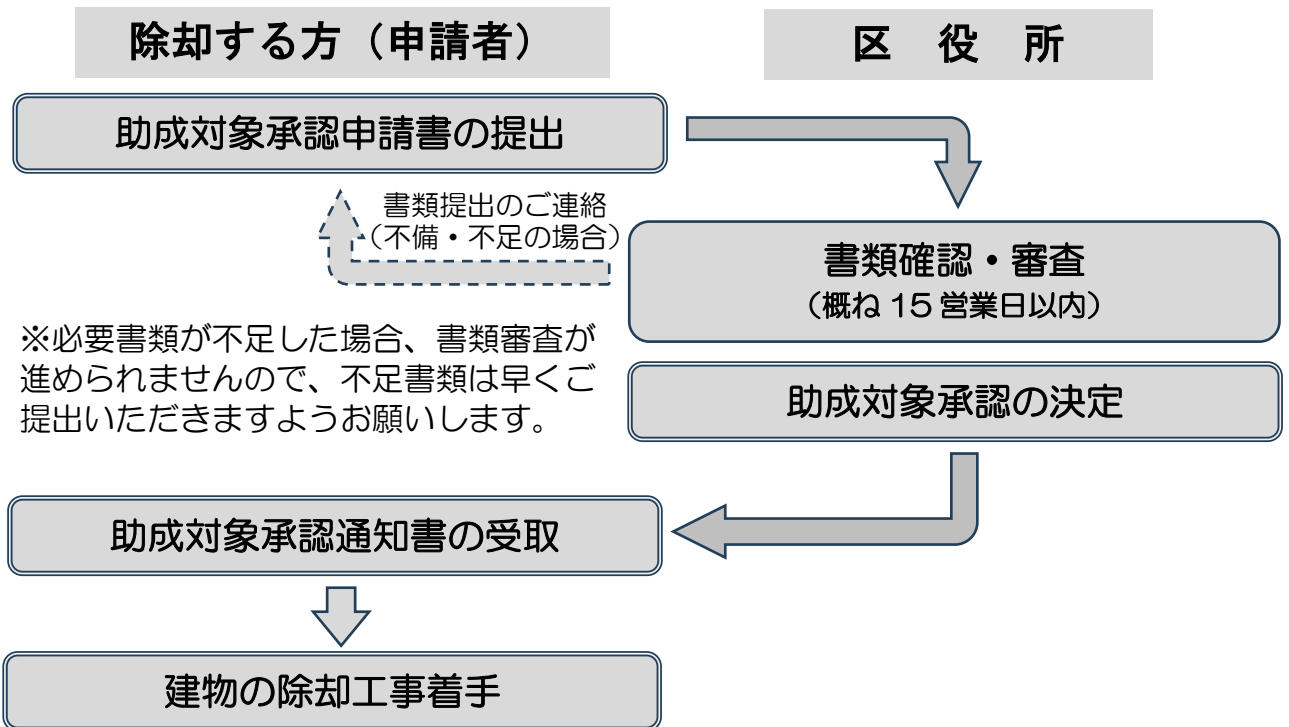 除却する方（申請者）
区　役　所
助成対象承認申請書の提出
書類提出のご連絡
（不備・不足の場合）
書類確認・審査
（概ね 15 営業日以内）
※必要書類が不足した場合、書類審査が
進められませんので、不足書類は早くご
提出いただきますようお願いします。
助成対象承認の決定
助成対象承認通知書の受取
建物の除却工事着手